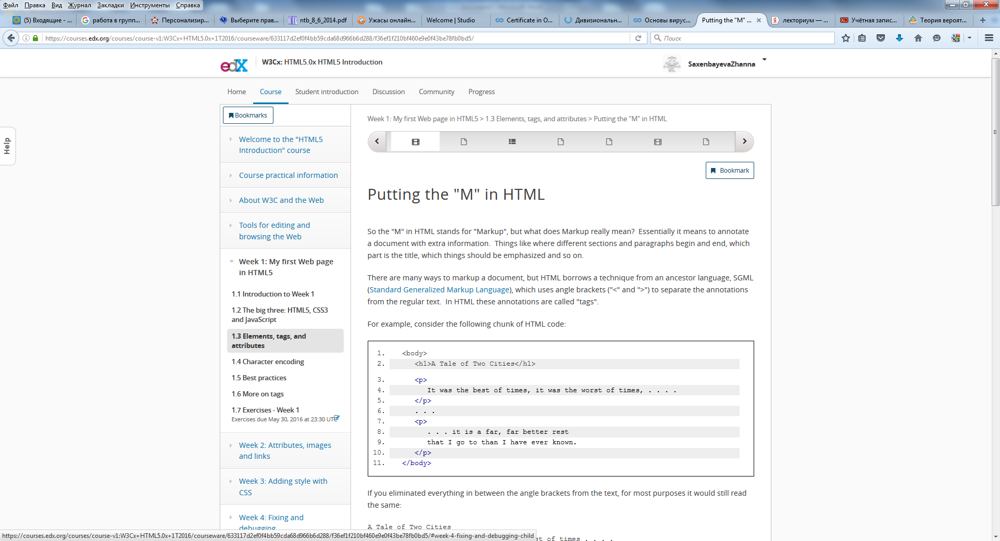 Файл Правка Вид Журнал Закладки Инструменты Справка
(5) Входящие - ... работа в групп... Персонализир... Выберите прав... ntb_8_6_2014.pdf Ужасы онлайн... Welcome | Studio Certificate in O... Дивизиональн... Основы вирус... Putting the "M" ... лекториум — ... Учётная запис... Теория вероят...
https://courses.edx.org/courses/course-v1:W3Cx+HTML5.0x+1T2016/courseware/633117d2ef0f4bb59cda68d966b6d288/f36ef1f210bf460e9e0f43be78fb0bd5/ Поиск
edX W3Cx: HTML5.0x HTML5 Introduction SaxenbayevaZhanna
Home Course Student introduction Discussion Community Progress
Help
Bookmarks
Welcome to the "HTML5
Introduction" course
Course practical information
About W3C and the Web
Tools for editing and
browsing the Web
Week 1: My first Web page
in HTML5
1.1 Introduction to Week 1
1.2 The big three: HTML5, CSS3
and JavaScript
1.3 Elements, tags, and
attributes
1.4 Character encoding
1.5 Best practices
1.6 More on tags
1.7 Exercises - Week 1
Exercises due May 30, 2016 at 23:30 UTC
Week 2: Attributes, images
and links
Week 3: Adding style with
CSS
Week 4: Fixing and
debugging
Week 1: My first Web page in HTML5 > 1.3 Elements, tags, and attributes > Putting the "M" in HTML
Bookmark
Putting the "M" in HTML
So the "M" in HTML stands for "Markup", but what does Markup really mean? Essentially it means to annotate
a document with extra information. Things like where different sections and paragraphs begin and end, which
part is the title, which things should be emphasized and so on.
There are many ways to markup a document, but HTML borrows a technique from an ancestor language, SGML
(Standard Generalized Markup Language), which uses angle brackets ("<" and ">") to separate the annotations
from the regular text. In HTML these annotations are called "tags".
For example, consider the following chunk of HTML code:
1. <body>
2. <h1>A Tale of Two Cities</h1>
3. <p>
4. It was the best of times, it was the worst of times, . . . .
5. </p>
6. . . .
7. <p>
8. . . . it is a far, far better rest
9. that I go to than I have ever known.
10. </p>
11. </body>
If you eliminated everything in between the angle brackets from the text, for most purposes it would still read
the same:
A Tale of Two Cities
st of times . . . .
https://courses.edx.org/courses/course-v1:W3Cx+HTML5.0x+1T2016/courseware/633117d2ef0f4bb59cda68d966b6d288/f36ef1f210bf460e9e0f43be78fb0bd5/#week-4-fixing-and-debugging-child